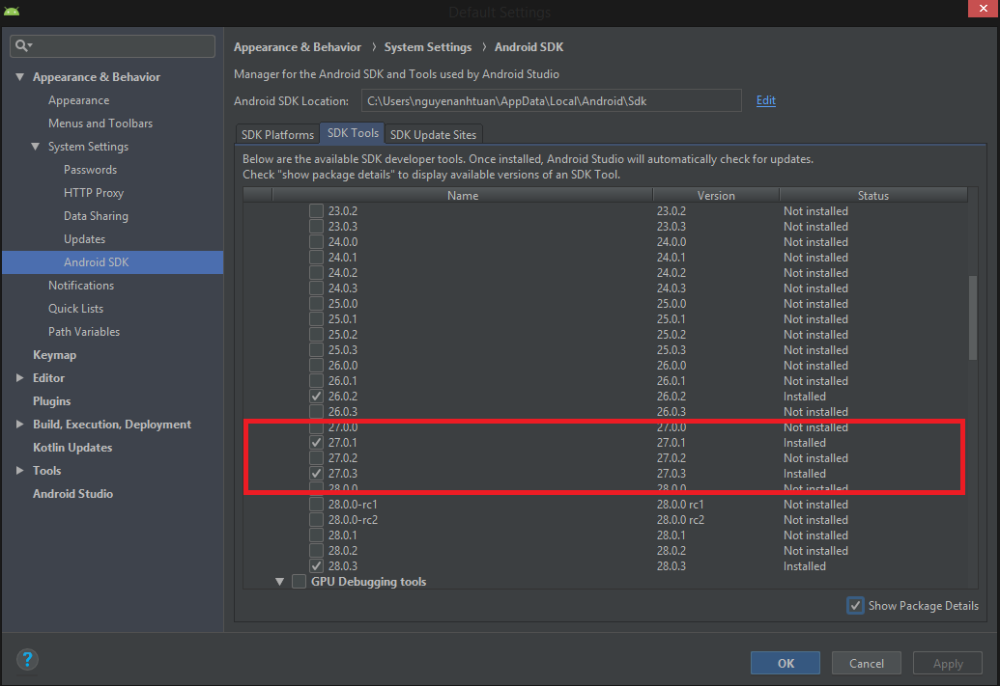 Default Settings
Appearance & Behavior
Appearance
Menus and Toolbars
System Settings
Passwords
HTTP Proxy
Data Sharing
Updates
Android SDK
Notifications
Quick Lists
Path Variables
Keymap
Editor
Plugins
Build, Execution, Deployment
Kotlin Updates
Tools
Android Studio
Appearance & Behavior › System Settings › Android SDK
Manager for the Android SDK and Tools used by Android Studio
Android SDK Location: C:\Users\nguyenanhtuan\AppData\Local\Android\Sdk Edit
SDK Platforms SDK Tools SDK Update Sites
Below are the available SDK developer tools. Once installed, Android Studio will automatically check for updates.
Check "show package details" to display available versions of an SDK Tool.
Name Version Status
23.0.2 23.0.2 Not installed
23.0.3 23.0.3 Not installed
24.0.0 24.0.0 Not installed
24.0.1 24.0.1 Not installed
24.0.2 24.0.2 Not installed
24.0.3 24.0.3 Not installed
25.0.0 25.0.0 Not installed
25.0.1 25.0.1 Not installed
25.0.2 25.0.2 Not installed
25.0.3 25.0.3 Not installed
26.0.0 26.0.0 Not installed
26.0.1 26.0.1 Not installed
26.0.2 26.0.2 Installed
26.0.3 26.0.3 Not installed
27.0.0 27.0.0 Not installed
27.0.1 27.0.1 Installed
27.0.2 27.0.2 Not installed
27.0.3 27.0.3 Installed
28.0.0 28.0.0 Not installed
28.0.0-rc1 28.0.0 rc1 Not installed
28.0.0-rc2 28.0.0 rc2 Not installed
28.0.1 28.0.1 Not installed
28.0.2 28.0.2 Not installed
28.0.3 28.0.3 Installed
GPU Debugging tools
Show Package Details
? OK Cancel Apply